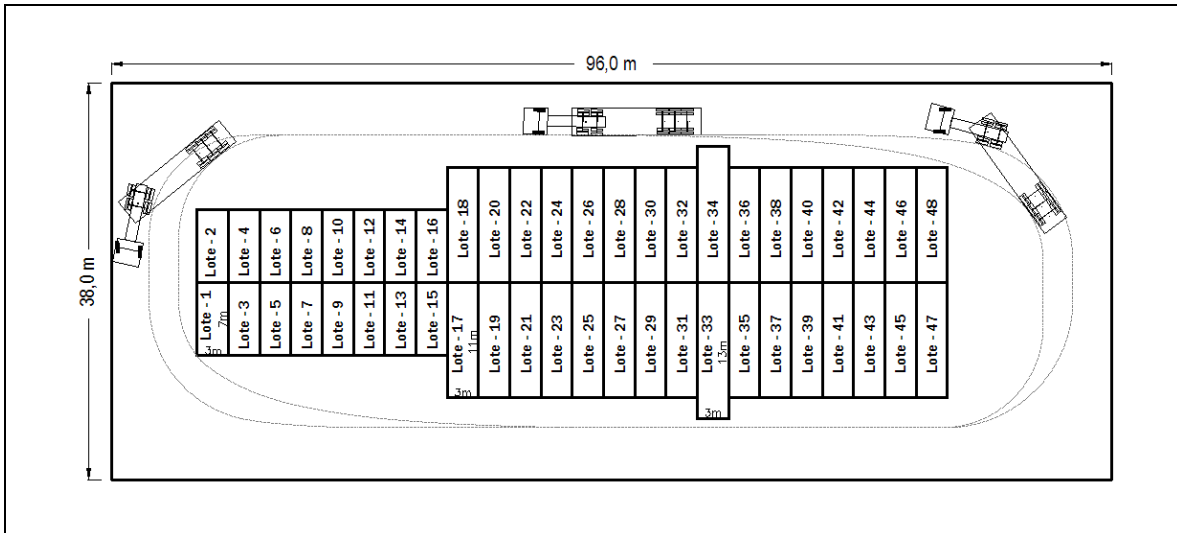 96,0 m
38,0 m
Lote - 2
Lote - 4
Lote - 6
Lote - 8
Lote - 10
Lote - 12
Lote - 14
Lote - 16
Lote - 18
Lote - 20
Lote - 22
Lote - 24
Lote - 26
Lote - 28
Lote - 30
Lote - 32
Lote - 34
Lote - 36
Lote - 38
Lote - 40
Lote - 42
Lote - 44
Lote - 46
Lote - 48
Lote - 1
7m
3m
Lote - 3
Lote - 5
Lote - 7
Lote - 9
Lote - 11
Lote - 13
Lote - 15
Lote - 17
11m
3m
Lote - 19
Lote - 21
Lote - 23
Lote - 25
Lote - 27
Lote - 29
Lote - 31
Lote - 33
13m
3m
Lote - 35
Lote - 37
Lote - 39
Lote - 41
Lote - 43
Lote - 45
Lote - 47